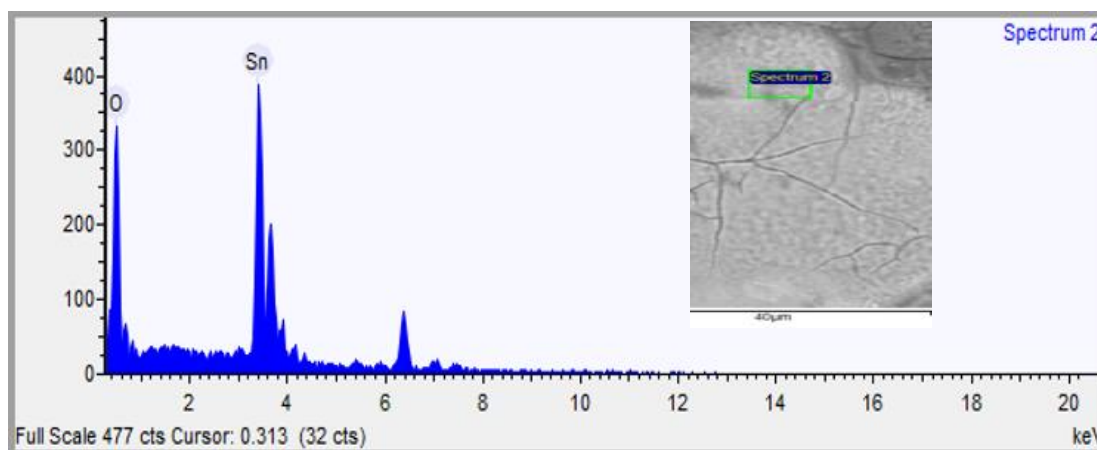 Spectrum 2
400
Sn
Spectrum 2
O
300
200
100
0
40µm
2 4 6 8 10 12 14 16 18 20
Full Scale 477 cts Cursor: 0.313 (32 cts)
keV